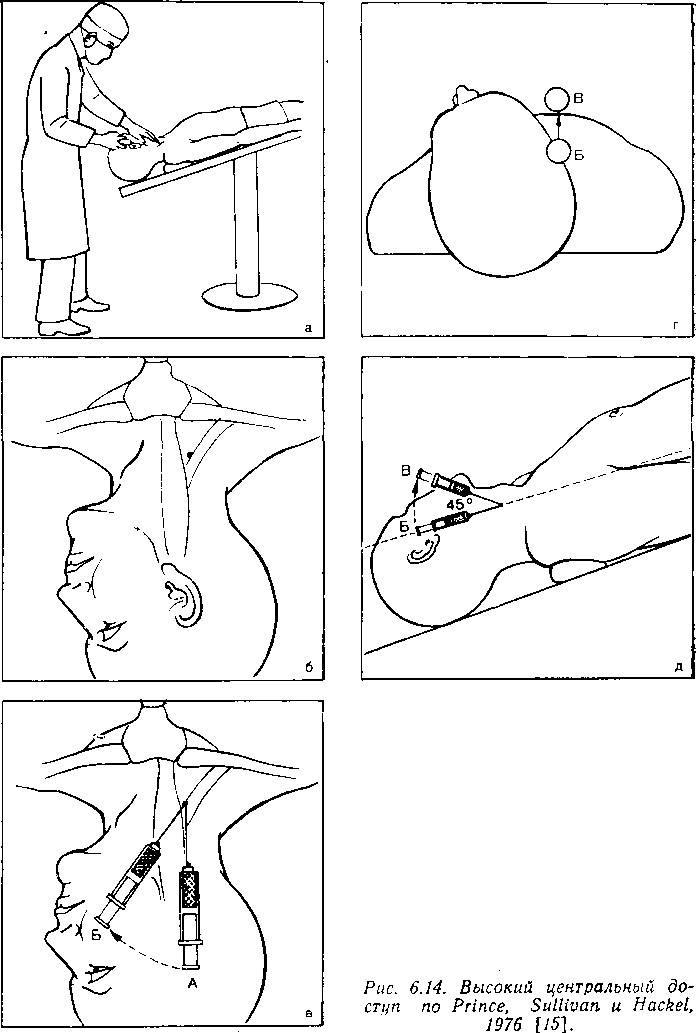 а
В
Б
г
б
В
45°
Б
д
Б
А
в
Рис. 6.14. Высокий центральный до-
ступ по Prince, Sullivan и Hackel,
1976 [15].